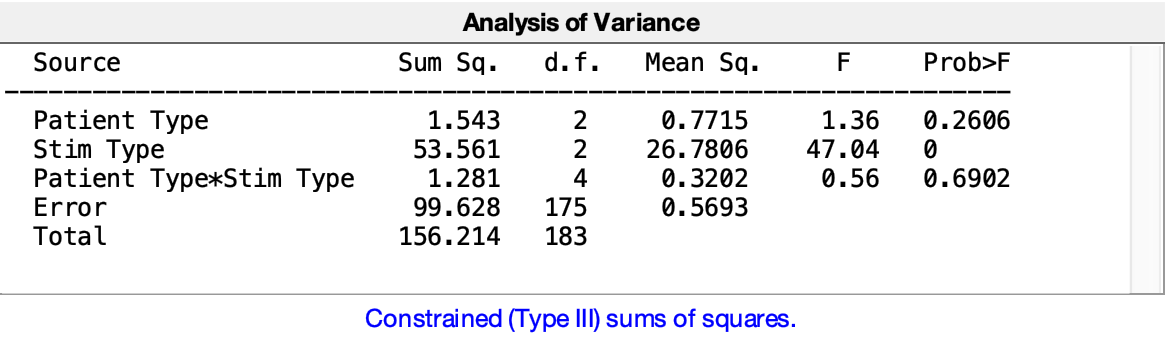 Analysis of Variance
Source Sum Sq. d.f. Mean Sq. F Prob>F
Patient Type 1.543 2 0.7715 1.36 0.2606
Stim Type 53.561 2 26.7806 47.04 0
Patient Type*Stim Type 1.281 4 0.3202 0.56 0.6902
Error 99.628 175 0.5693
Total 156.214 183
Constrained (Type III) sums of squares.